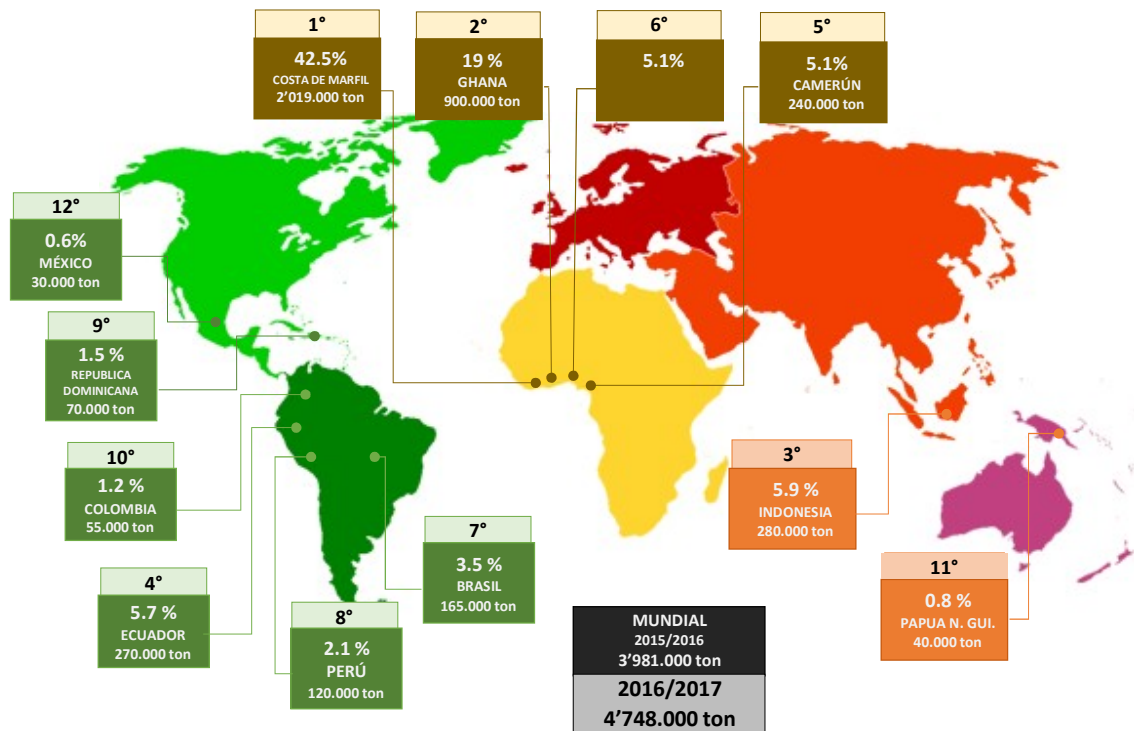 1°
42.5%
COSTA DE MARFIL
2’019.000 ton
2°
19 %
GHANA
900.000 ton
6°
5.1%
5°
5.1%
CAMERÚN
240.000 ton
12°
0.6%
MÉXICO
30.000 ton
9°
1.5 %
REPUBLICA
DOMINICANA
70.000 ton
10°
1.2 %
COLOMBIA
55.000 ton
4°
5.7 %
ECUADOR
270.000 ton
8°
2.1 %
PERÚ
120.000 ton
7°
3.5 %
BRASIL
165.000 ton
3°
5.9 %
INDONESIA
280.000 ton
11°
0.8 %
PAPUA N. GUI.
40.000 ton
MUNDIAL
2015/2016
3’981.000 ton
2016/2017
4’748.000 ton